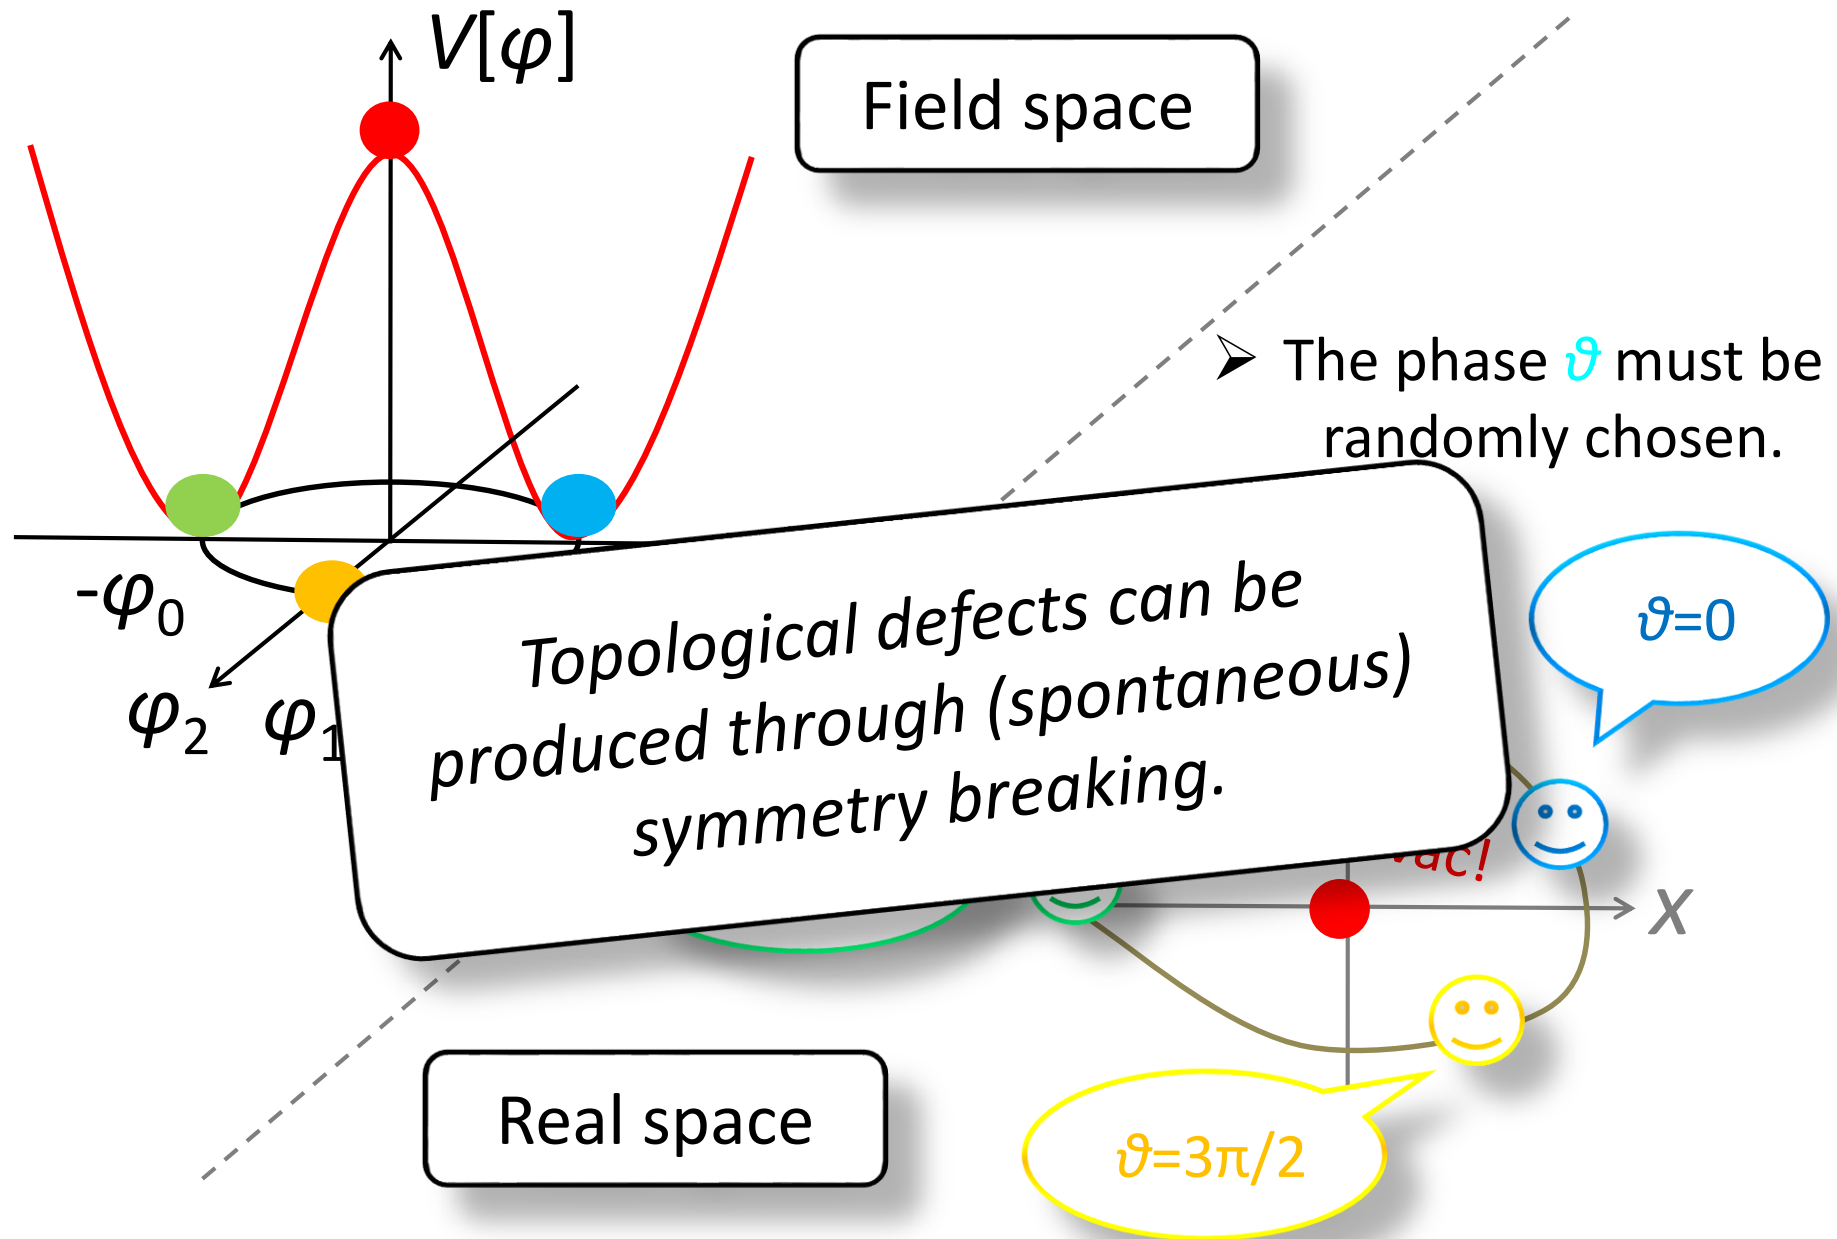 V[φ]
Field space
The phase ϑ must be
randomly chosen.
-φ0
φ2 φ1
Topological defects can be
produced through (spontaneous)
symmetry breaking.
ϑ=0
x
Real space
ϑ=3π/2